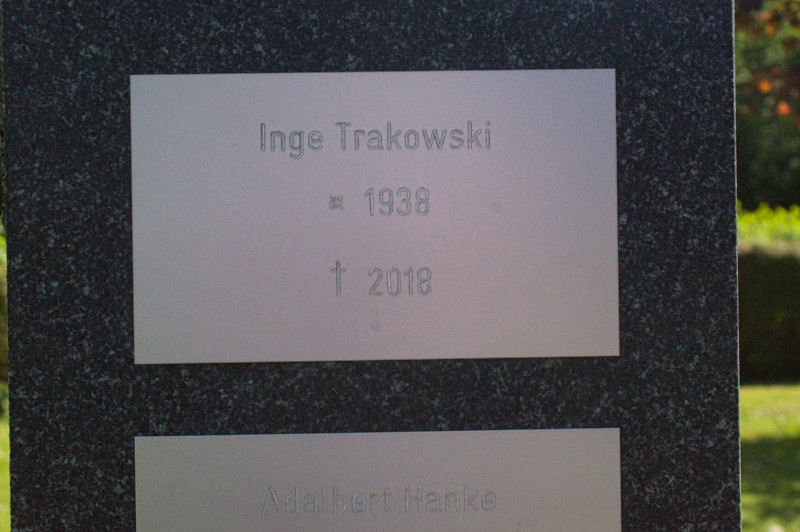 Inge Trakowski
* 1938
† 2018
Adalbert Hanke